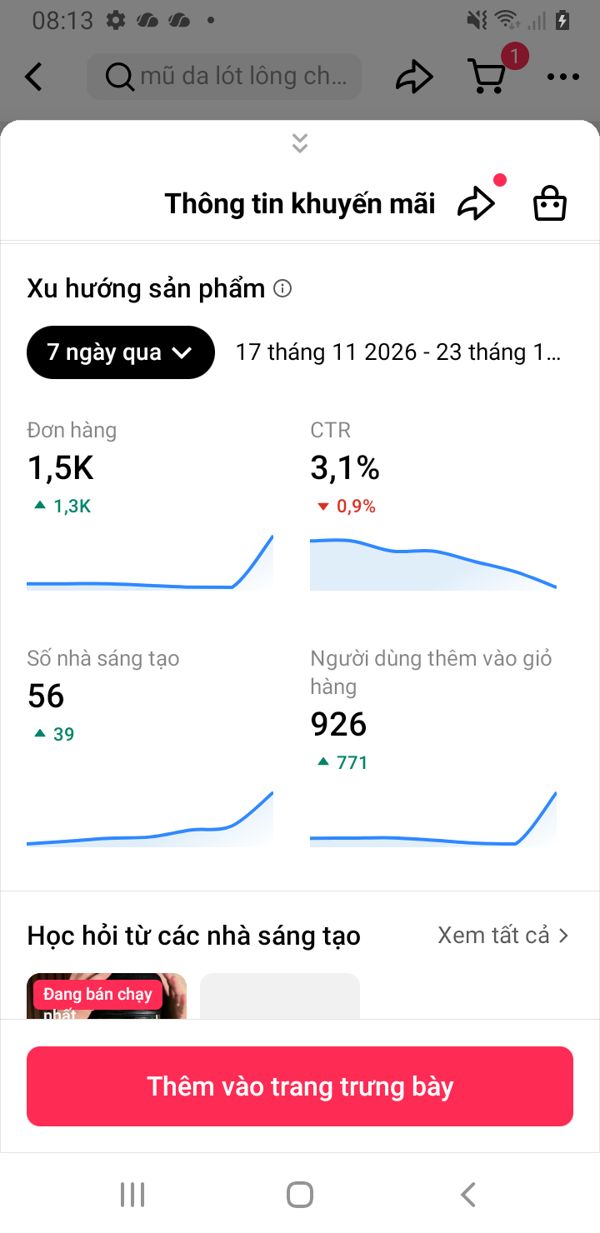 08:13
mũ da lót lông ch...
1
Thông tin khuyến mãi
Xu hướng sản phẩm
7 ngày qua
17 tháng 11 2026 - 23 tháng 1...
Đơn hàng
1,5K
1,3K
CTR
3,1%
0,9%
Số nhà sáng tạo
56
39
Người dùng thêm vào giỏ
hàng
926
771
Học hỏi từ các nhà sáng tạo
Xem tất cả
Đang bán chạy
nhất
Thêm vào trang trưng bày